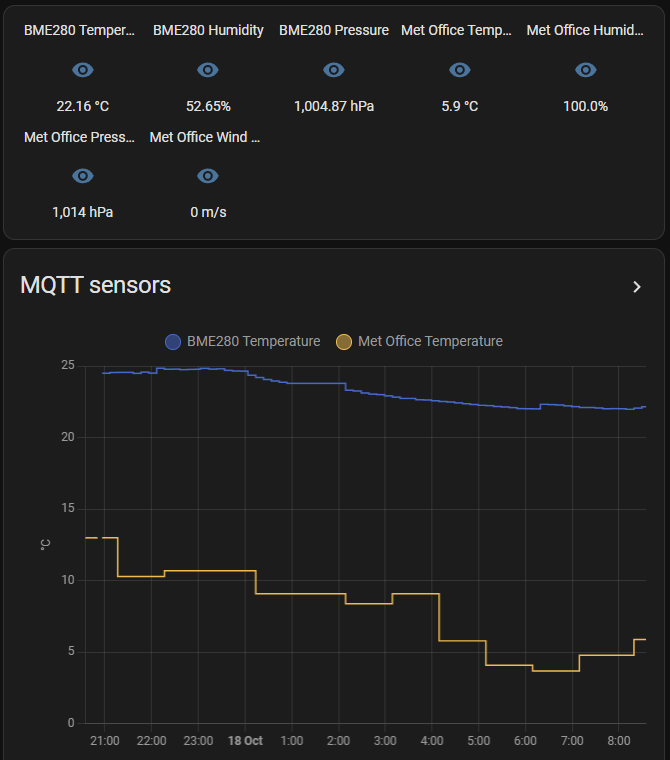 BME280 Temper... BME280 Humidity BME280 Pressure Met Office Temp... Met Office Humid...
22.16 °C 52.65% 1,004.87 hPa 5.9 °C 100.0%
Met Office Press... Met Office Wind ...
1,014 hPa 0 m/s
MQTT sensors
BME280 Temperature Met Office Temperature
25
20
15
°C
10
5
0
21:00 22:00 23:00 18 Oct 1:00 2:00 3:00 4:00 5:00 6:00 7:00 8:00